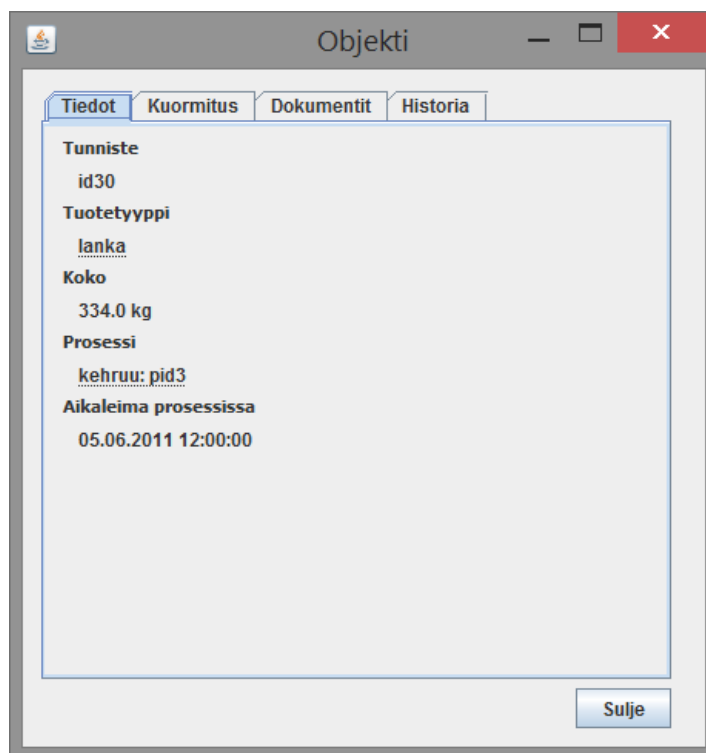 Objekti
Tiedot Kuormitus Dokumentit Historia
Tunniste
id30
Tuotetyyppi
lanka
Koko
334.0 kg
Prosessi
kehruu: pid3
Aikaleima prosessissa
05.06.2011 12:00:00
Sulje